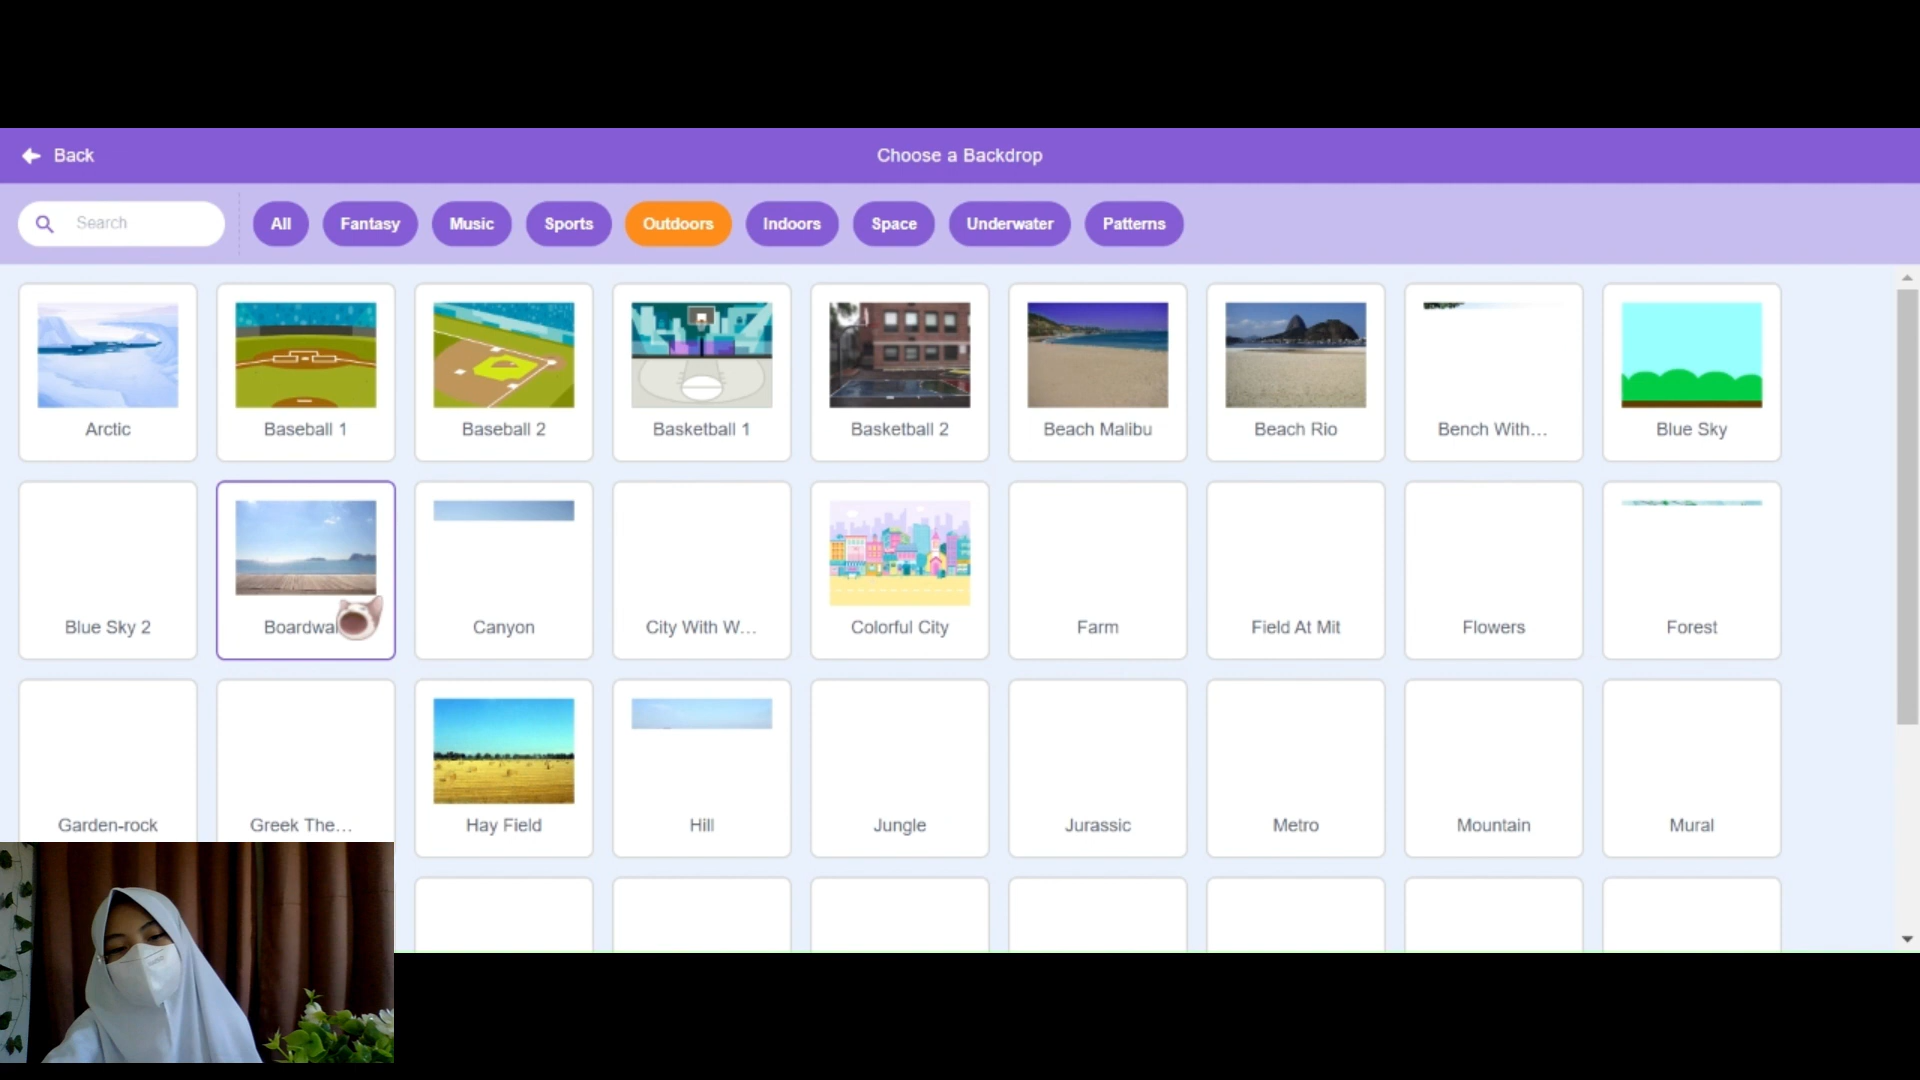 Back
Choose a Backdrop
Search
All
Fantasy
Music
Sports
Outdoors
Indoors
Space
Underwater
Patterns
Arctic
Baseball 1
Baseball 2
Basketball 1
Basketball 2
Beach Malibu
Beach Rio
Bench With...
Blue Sky
Blue Sky 2
Boardwal
Canyon
City With W...
Colorful City
Farm
Field At Mit
Flowers
Forest
Garden-rock
Greek The...
Hay Field
Hill
Jungle
Jurassic
Metro
Mountain
Mural